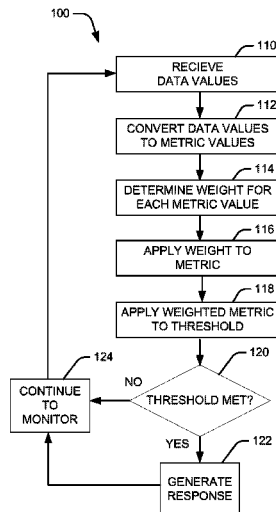 100
110
RECIEVE
DATA VALUES
112
CONVERT DATA VALUES
TO METRIC VALUES
114
DETERMINE WEIGHT FOR
EACH METRIC VALUE
116
APPLY WEIGHT TO
METRIC
118
APPLY WEIGHTED METRIC
TO THRESHOLD
120
THRESHOLD MET?
NO
124
CONTINUE
TO
MONITOR
YES
122
GENERATE
RESPONSE